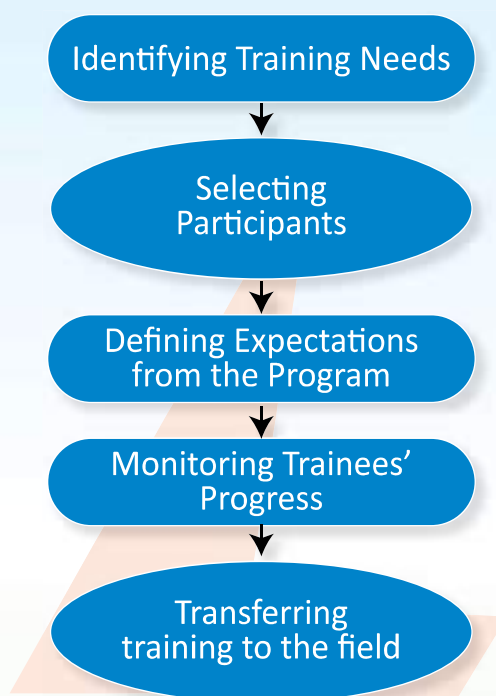 Identifying Training Needs
Selecting
Participants
Defining Expectations
from the Program
Monitoring Trainees’
Progress
Transferring
training to the field